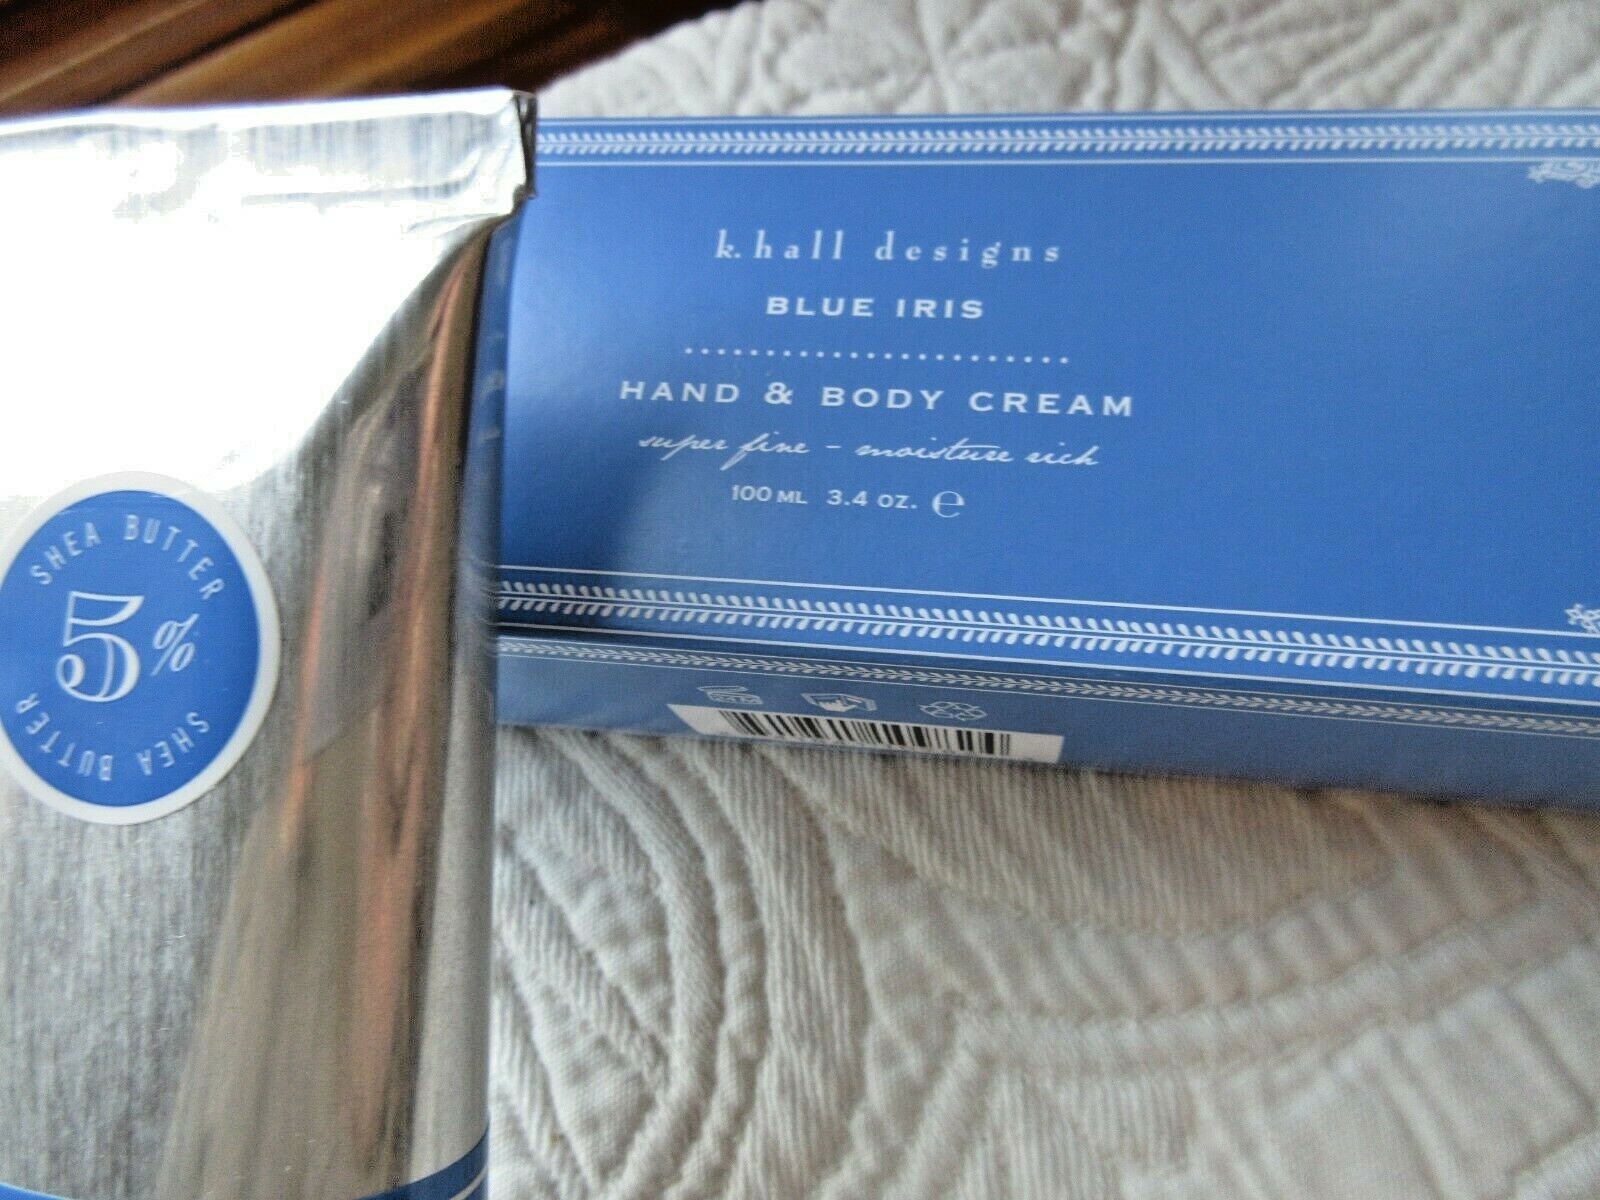 SHEA BUTTER
5%
SHEA BUTTER
k. hall designs
BLUE IRIS
HAND & BODY CREAM
super fine - moisture rich
100 ML 3.4 OZ. ℮